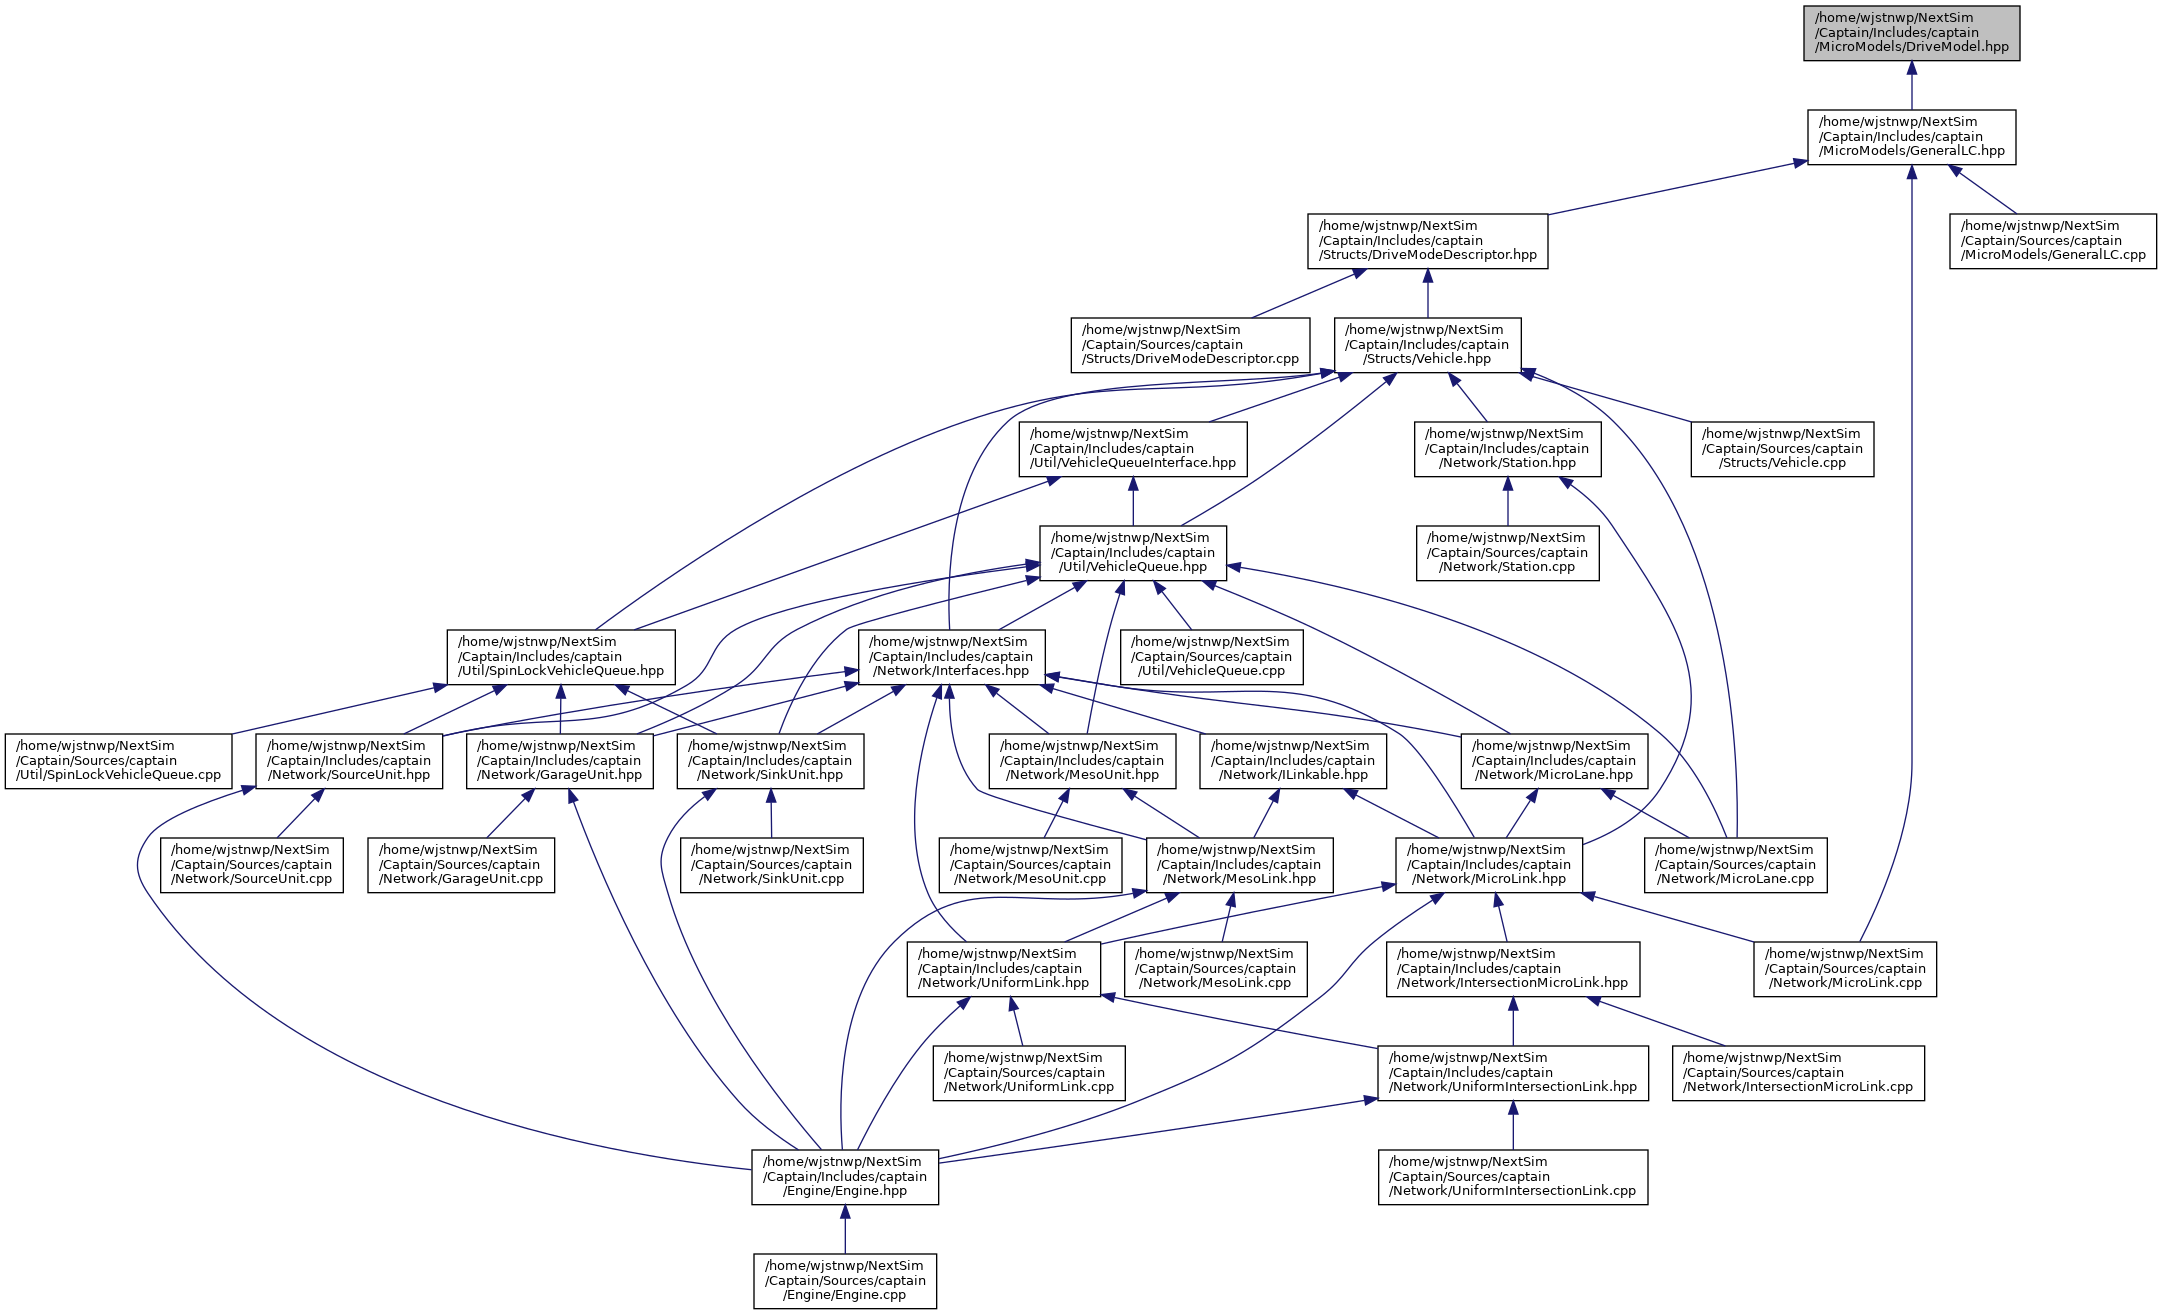 /home/wjstnwp/NextSim
/Captain/Includes/captain
/MicroModels/DriveModel.hpp
/home/wjstnwp/NextSim
/Captain/Includes/captain
/MicroModels/GeneralLC.hpp
/home/wjstnwp/NextSim
/Captain/Includes/captain
/Structs/DriveModeDescriptor.hpp
/home/wjstnwp/NextSim
/Captain/Sources/captain
/MicroModels/GeneralLC.cpp
/home/wjstnwp/NextSim
/Captain/Sources/captain
/Structs/DriveModeDescriptor.cpp
/home/wjstnwp/NextSim
/Captain/Includes/captain
/Structs/Vehicle.hpp
/home/wjstnwp/NextSim
/Captain/Includes/captain
/Util/VehicleQueueInterface.hpp
/home/wjstnwp/NextSim
/Captain/Includes/captain
/Network/Station.hpp
/home/wjstnwp/NextSim
/Captain/Sources/captain
/Structs/Vehicle.cpp
/home/wjstnwp/NextSim
/Captain/Includes/captain
/Util/VehicleQueue.hpp
/home/wjstnwp/NextSim
/Captain/Sources/captain
/Network/Station.cpp
/home/wjstnwp/NextSim
/Captain/Includes/captain
/Util/SpinLockVehicleQueue.hpp
/home/wjstnwp/NextSim
/Captain/Includes/captain
/Network/Interfaces.hpp
/home/wjstnwp/NextSim
/Captain/Sources/captain
/Util/VehicleQueue.cpp
/home/wjstnwp/NextSim
/Captain/Sources/captain
/Util/SpinLockVehicleQueue.cpp
/home/wjstnwp/NextSim
/Captain/Includes/captain
/Network/SourceUnit.hpp
/home/wjstnwp/NextSim
/Captain/Includes/captain
/Network/GarageUnit.hpp
/home/wjstnwp/NextSim
/Captain/Includes/captain
/Network/SinkUnit.hpp
/home/wjstnwp/NextSim
/Captain/Includes/captain
/Network/MesoUnit.hpp
/home/wjstnwp/NextSim
/Captain/Includes/captain
/Network/ILinkable.hpp
/home/wjstnwp/NextSim
/Captain/Includes/captain
/Network/MicroLane.hpp
/home/wjstnwp/NextSim
/Captain/Sources/captain
/Network/SourceUnit.cpp
/home/wjstnwp/NextSim
/Captain/Sources/captain
/Network/GarageUnit.cpp
/home/wjstnwp/NextSim
/Captain/Sources/captain
/Network/SinkUnit.cpp
/home/wjstnwp/NextSim
/Captain/Sources/captain
/Network/MesoUnit.cpp
/home/wjstnwp/NextSim
/Captain/Includes/captain
/Network/MesoLink.hpp
/home/wjstnwp/NextSim
/Captain/Includes/captain
/Network/MicroLink.hpp
/home/wjstnwp/NextSim
/Captain/Sources/captain
/Network/MicroLane.cpp
/home/wjstnwp/NextSim
/Captain/Includes/captain
/Network/UniformLink.hpp
/home/wjstnwp/NextSim
/Captain/Sources/captain
/Network/MesoLink.cpp
/home/wjstnwp/NextSim
/Captain/Includes/captain
/Network/IntersectionMicroLink.hpp
/home/wjstnwp/NextSim
/Captain/Sources/captain
/Network/MicroLink.cpp
/home/wjstnwp/NextSim
/Captain/Sources/captain
/Network/UniformLink.cpp
/home/wjstnwp/NextSim
/Captain/Includes/captain
/Network/UniformIntersectionLink.hpp
/home/wjstnwp/NextSim
/Captain/Sources/captain
/Network/IntersectionMicroLink.cpp
/home/wjstnwp/NextSim
/Captain/Includes/captain
/Engine/Engine.hpp
/home/wjstnwp/NextSim
/Captain/Sources/captain
/Network/UniformIntersectionLink.cpp
/home/wjstnwp/NextSim
/Captain/Sources/captain
/Engine/Engine.cpp